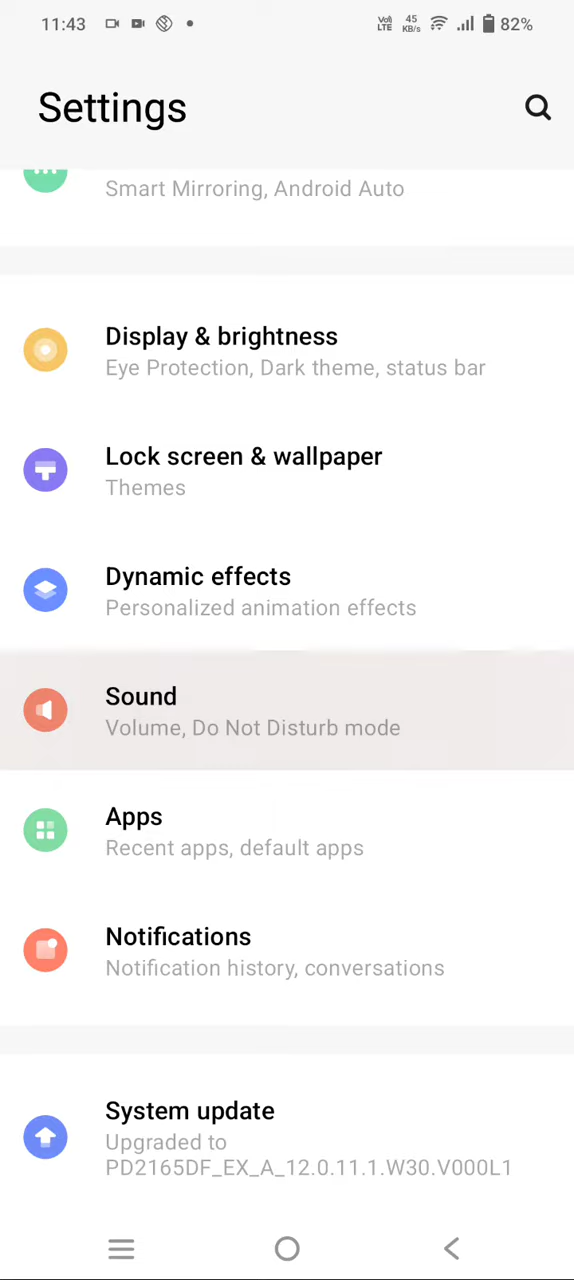 11:43 Vo) LTE 45 KB/s 82%
Settings
Smart Mirroring, Android Auto
Display & brightness
Eye Protection, Dark theme, status bar
Lock screen & wallpaper
Themes
Dynamic effects
Personalized animation effects
Sound
Volume, Do Not Disturb mode
Apps
Recent apps, default apps
Notifications
Notification history, conversations
System update
Upgraded to
PD2165DF_EX_A_12.0.11.1.W30.V000L1